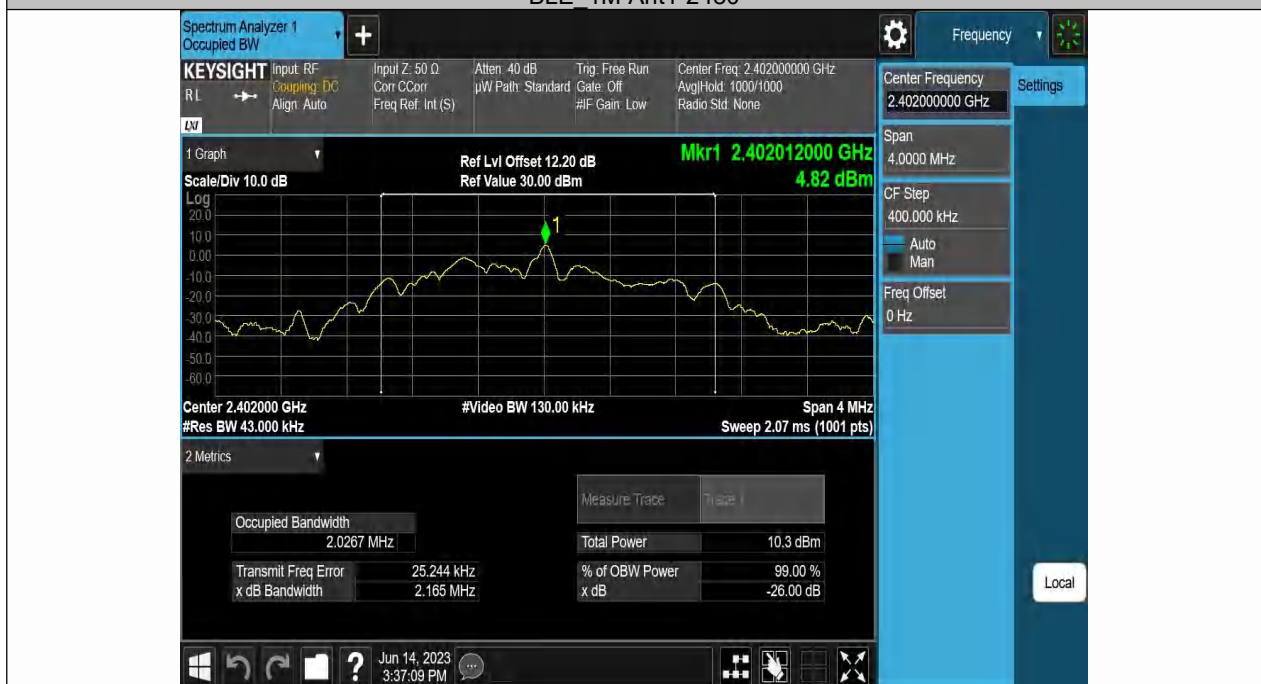 Spectrum Analyzer 1
Occupied BW
Frequency
KEYSIGHT
RL
LXI
Input: RF
Coupling: DC
Align: Auto
Input Z: 50 Ω
Corr CCorr
Freq Ref: Int (S)
Atten: 40 dB
µW Path: Standard
Trig: Free Run
Gate: Off
#IF Gain: Low
Center Freq: 2.402000000 GHz
Avg|Hold: 1000/1000
Radio Std: None
Center Frequency
2.402000000 GHz
Settings
Span
4.0000 MHz
CF Step
400.000 kHz
Auto
Man
Freq Offset
0 Hz
Local
1 Graph
Scale/Div 10.0 dB
Ref Lvl Offset 12.20 dB
Ref Value 30.00 dBm
Mkr1 2.402012000 GHz
4.82 dBm
Log
20.0
10.0
0.00
-10.0
-20.0
-30.0
-40.0
-50.0
-60.0
1
Center 2.402000 GHz
#Video BW 130.00 kHz
Span 4 MHz
#Res BW 43.000 kHz
Sweep 2.07 ms (1001 pts)
2 Metrics
Measure Trace
Trace 1
Occupied Bandwidth
2.0267 MHz
Total Power
10.3 dBm
Transmit Freq Error
25.244 kHz
% of OBW Power
99.00 %
x dB Bandwidth
2.165 MHz
x dB
-26.00 dB
?
Jun 14, 2023
3:37:09 PM